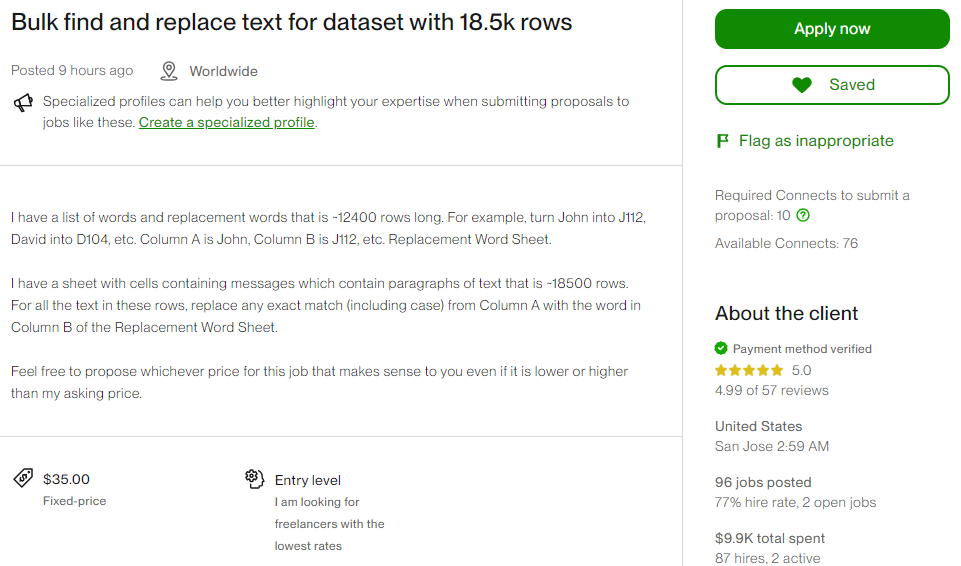 Bulk find and replace text for dataset with 18.5k rows
Posted 9 hours ago
Worldwide
Specialized profiles can help you better highlight your expertise when submitting proposals to
jobs like these. Create a specialized profile.
I have a list of words and replacement words that is ~12400 rows long. For example, turn John into J112,
David into D104, etc. Column A is John, Column B is J112, etc. Replacement Word Sheet.
I have a sheet with cells containing messages which contain paragraphs of text that is ~18500 rows.
For all the text in these rows, replace any exact match (including case) from Column A with the word in
Column B of the Replacement Word Sheet.
Feel free to propose whichever price for this job that makes sense to you even if it is lower or higher
than my asking price.
$35.00
Fixed-price
Entry level
I am looking for
freelancers with the
lowest rates
Apply now
Saved
Flag as inappropriate
Required Connects to submit a
proposal: 10
Available Connects: 76
About the client
Payment method verified
5.0
4.99 of 57 reviews
United States
San Jose 2:59 AM
96 jobs posted
77% hire rate, 2 open jobs
$9.9K total spent
87 hires, 2 active